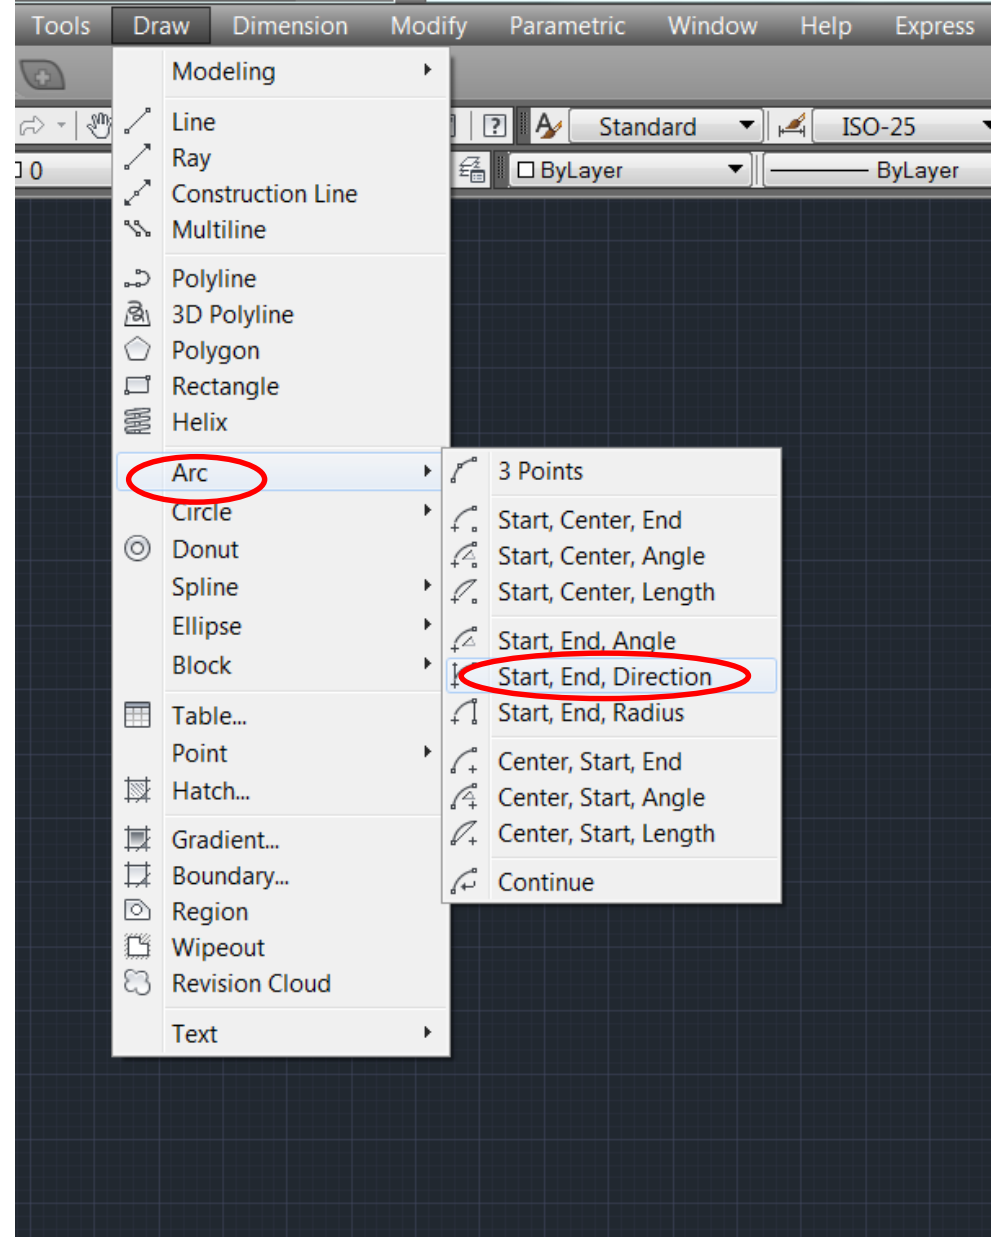 Tools Draw Dimension Modify Parametric Window Help Express
Modeling
Standard ISO-25
0 ByLayer ByLayer
Line
Ray
Construction Line
Multiline
Polyline
3D Polyline
Polygon
Rectangle
Helix
Arc
Circle
Donut
Spline
Ellipse
Block
Table...
Point
Hatch...
Gradient...
Boundary...
Region
Wipeout
Revision Cloud
Text
3 Points
Start, Center, End
Start, Center, Angle
Start, Center, Length
Start, End, Angle
Start, End, Direction
Start, End, Radius
Center, Start, End
Center, Start, Angle
Center, Start, Length
Continue